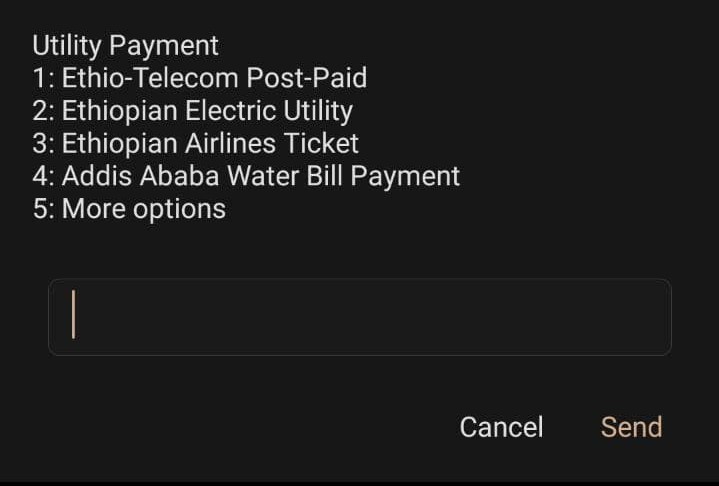 Utility Payment
1: Ethio-Telecom Post-Paid
2: Ethiopian Electric Utility
3: Ethiopian Airlines Ticket
4: Addis Ababa Water Bill Payment
5: More options
Cancel
Send